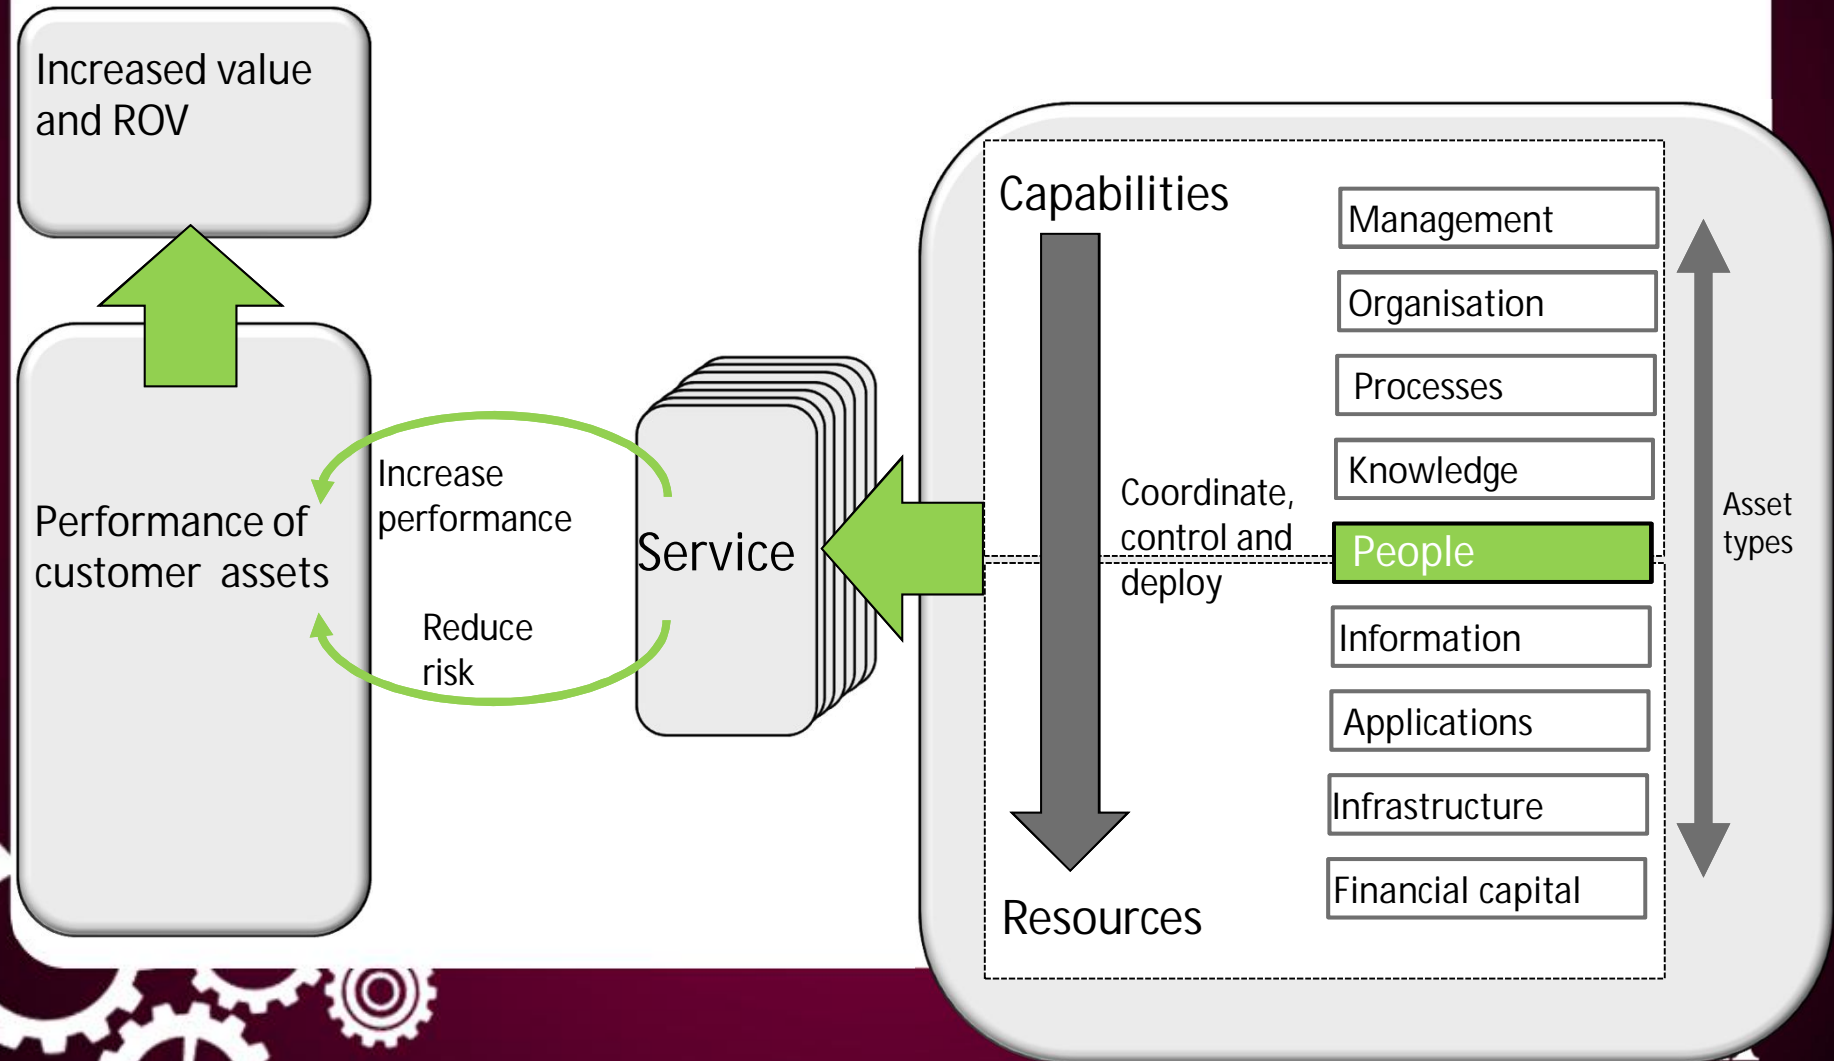 Increased value
and ROV
Performance of
customer assets
Increase
performance
Reduce
risk
Service
Capabilities
Coordinate,
control and
deploy
Resources
Management
Organisation
Processes
Knowledge
People
Information
Applications
Infrastructure
Financial capital
Asset
types